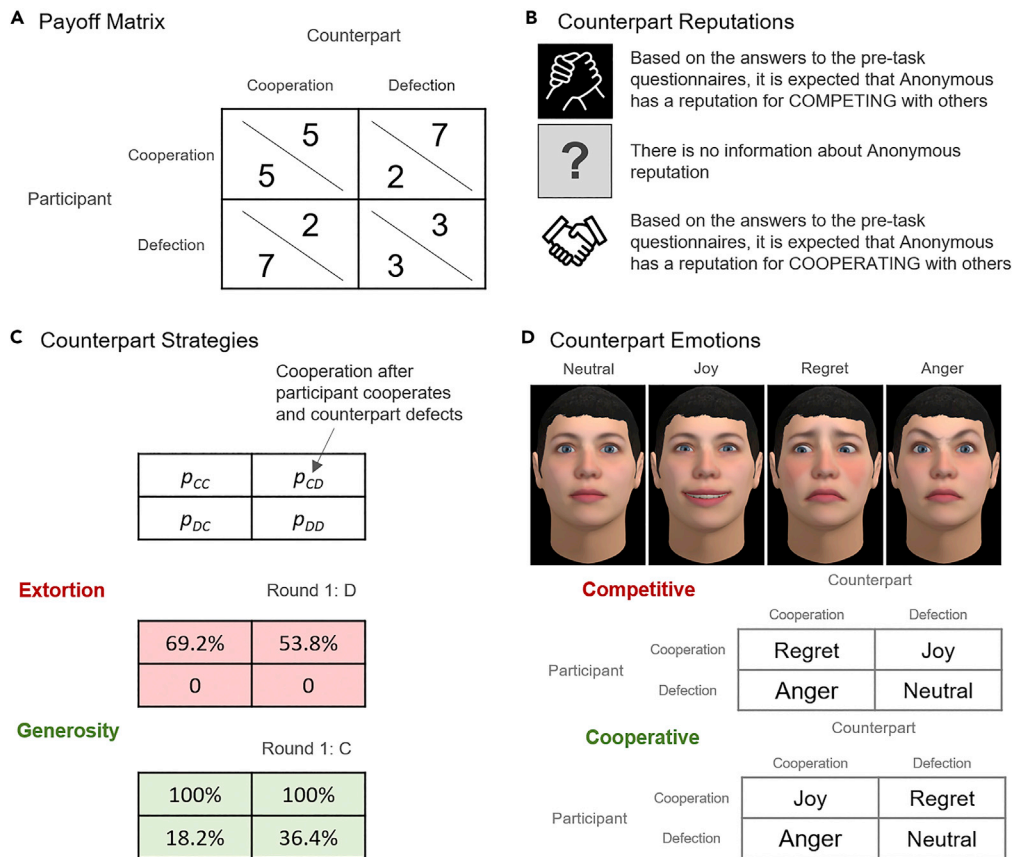 A Payoff Matrix
Counterpart
Cooperation Defection
Participant
Cooperation
5 5
7 2
Defection
2 7
3 3
B Counterpart Reputations
Based on the answers to the pre-task
questionnaires, it is expected that Anonymous
has a reputation for COMPETING with others
?
There is no information about Anonymous
reputation
Based on the answers to the pre-task
questionnaires, it is expected that Anonymous
has a reputation for COOPERATING with others
C Counterpart Strategies
Cooperation after
participant cooperates
and counterpart defects
pCC pCD
pDC pDD
Extortion
Round 1: D
69.2% 53.8%
0 0
Generosity
Round 1: C
100% 100%
18.2% 36.4%
D Counterpart Emotions
Neutral Joy Regret Anger
Competitive
Counterpart
Cooperation Defection
Participant
Cooperation Regret Joy
Defection Anger Neutral
Cooperative
Counterpart
Cooperation Defection
Participant
Cooperation Joy Regret
Defection Anger Neutral